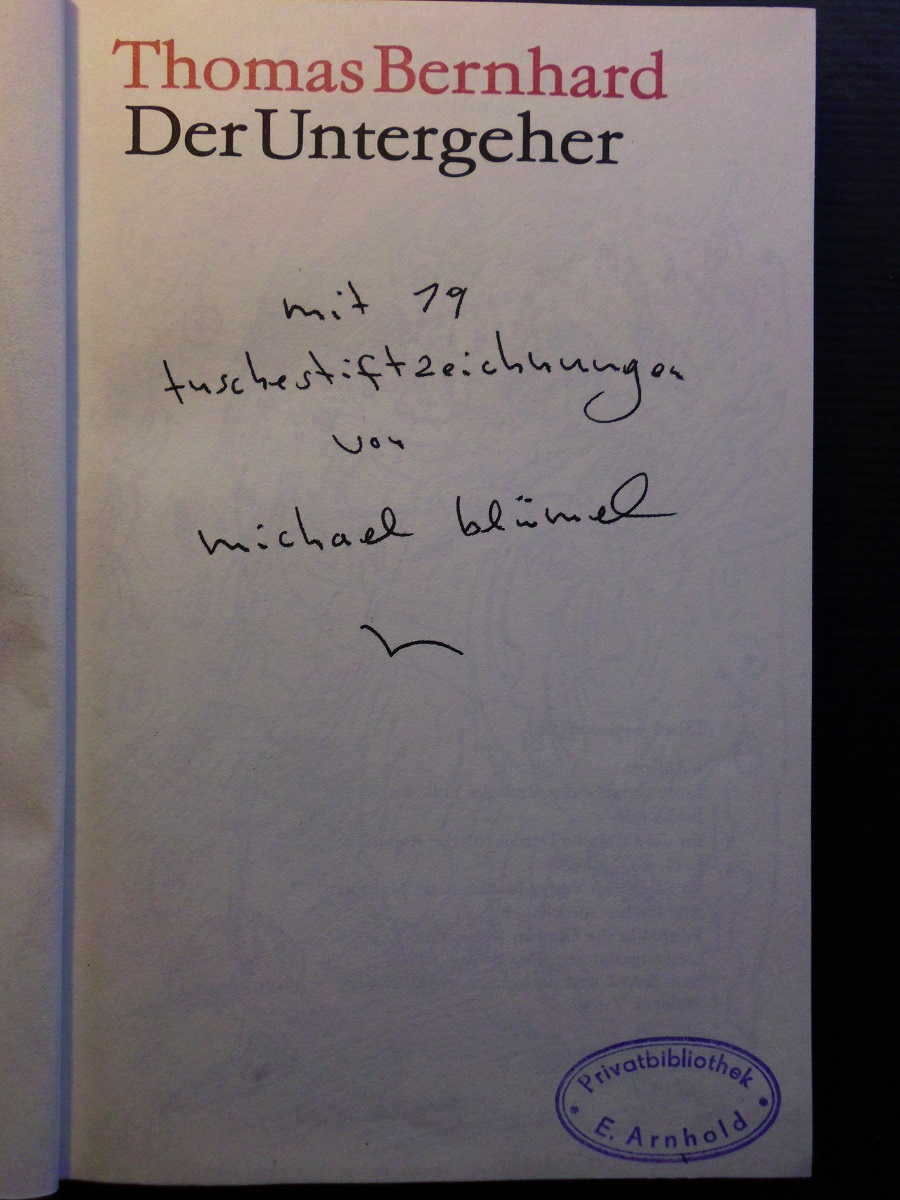 Thomas Bernhard
Der Untergeher
mit 19
tuschestiftzeichnungen
von
michael blümel
Privatbibliothek
E. Arnhold